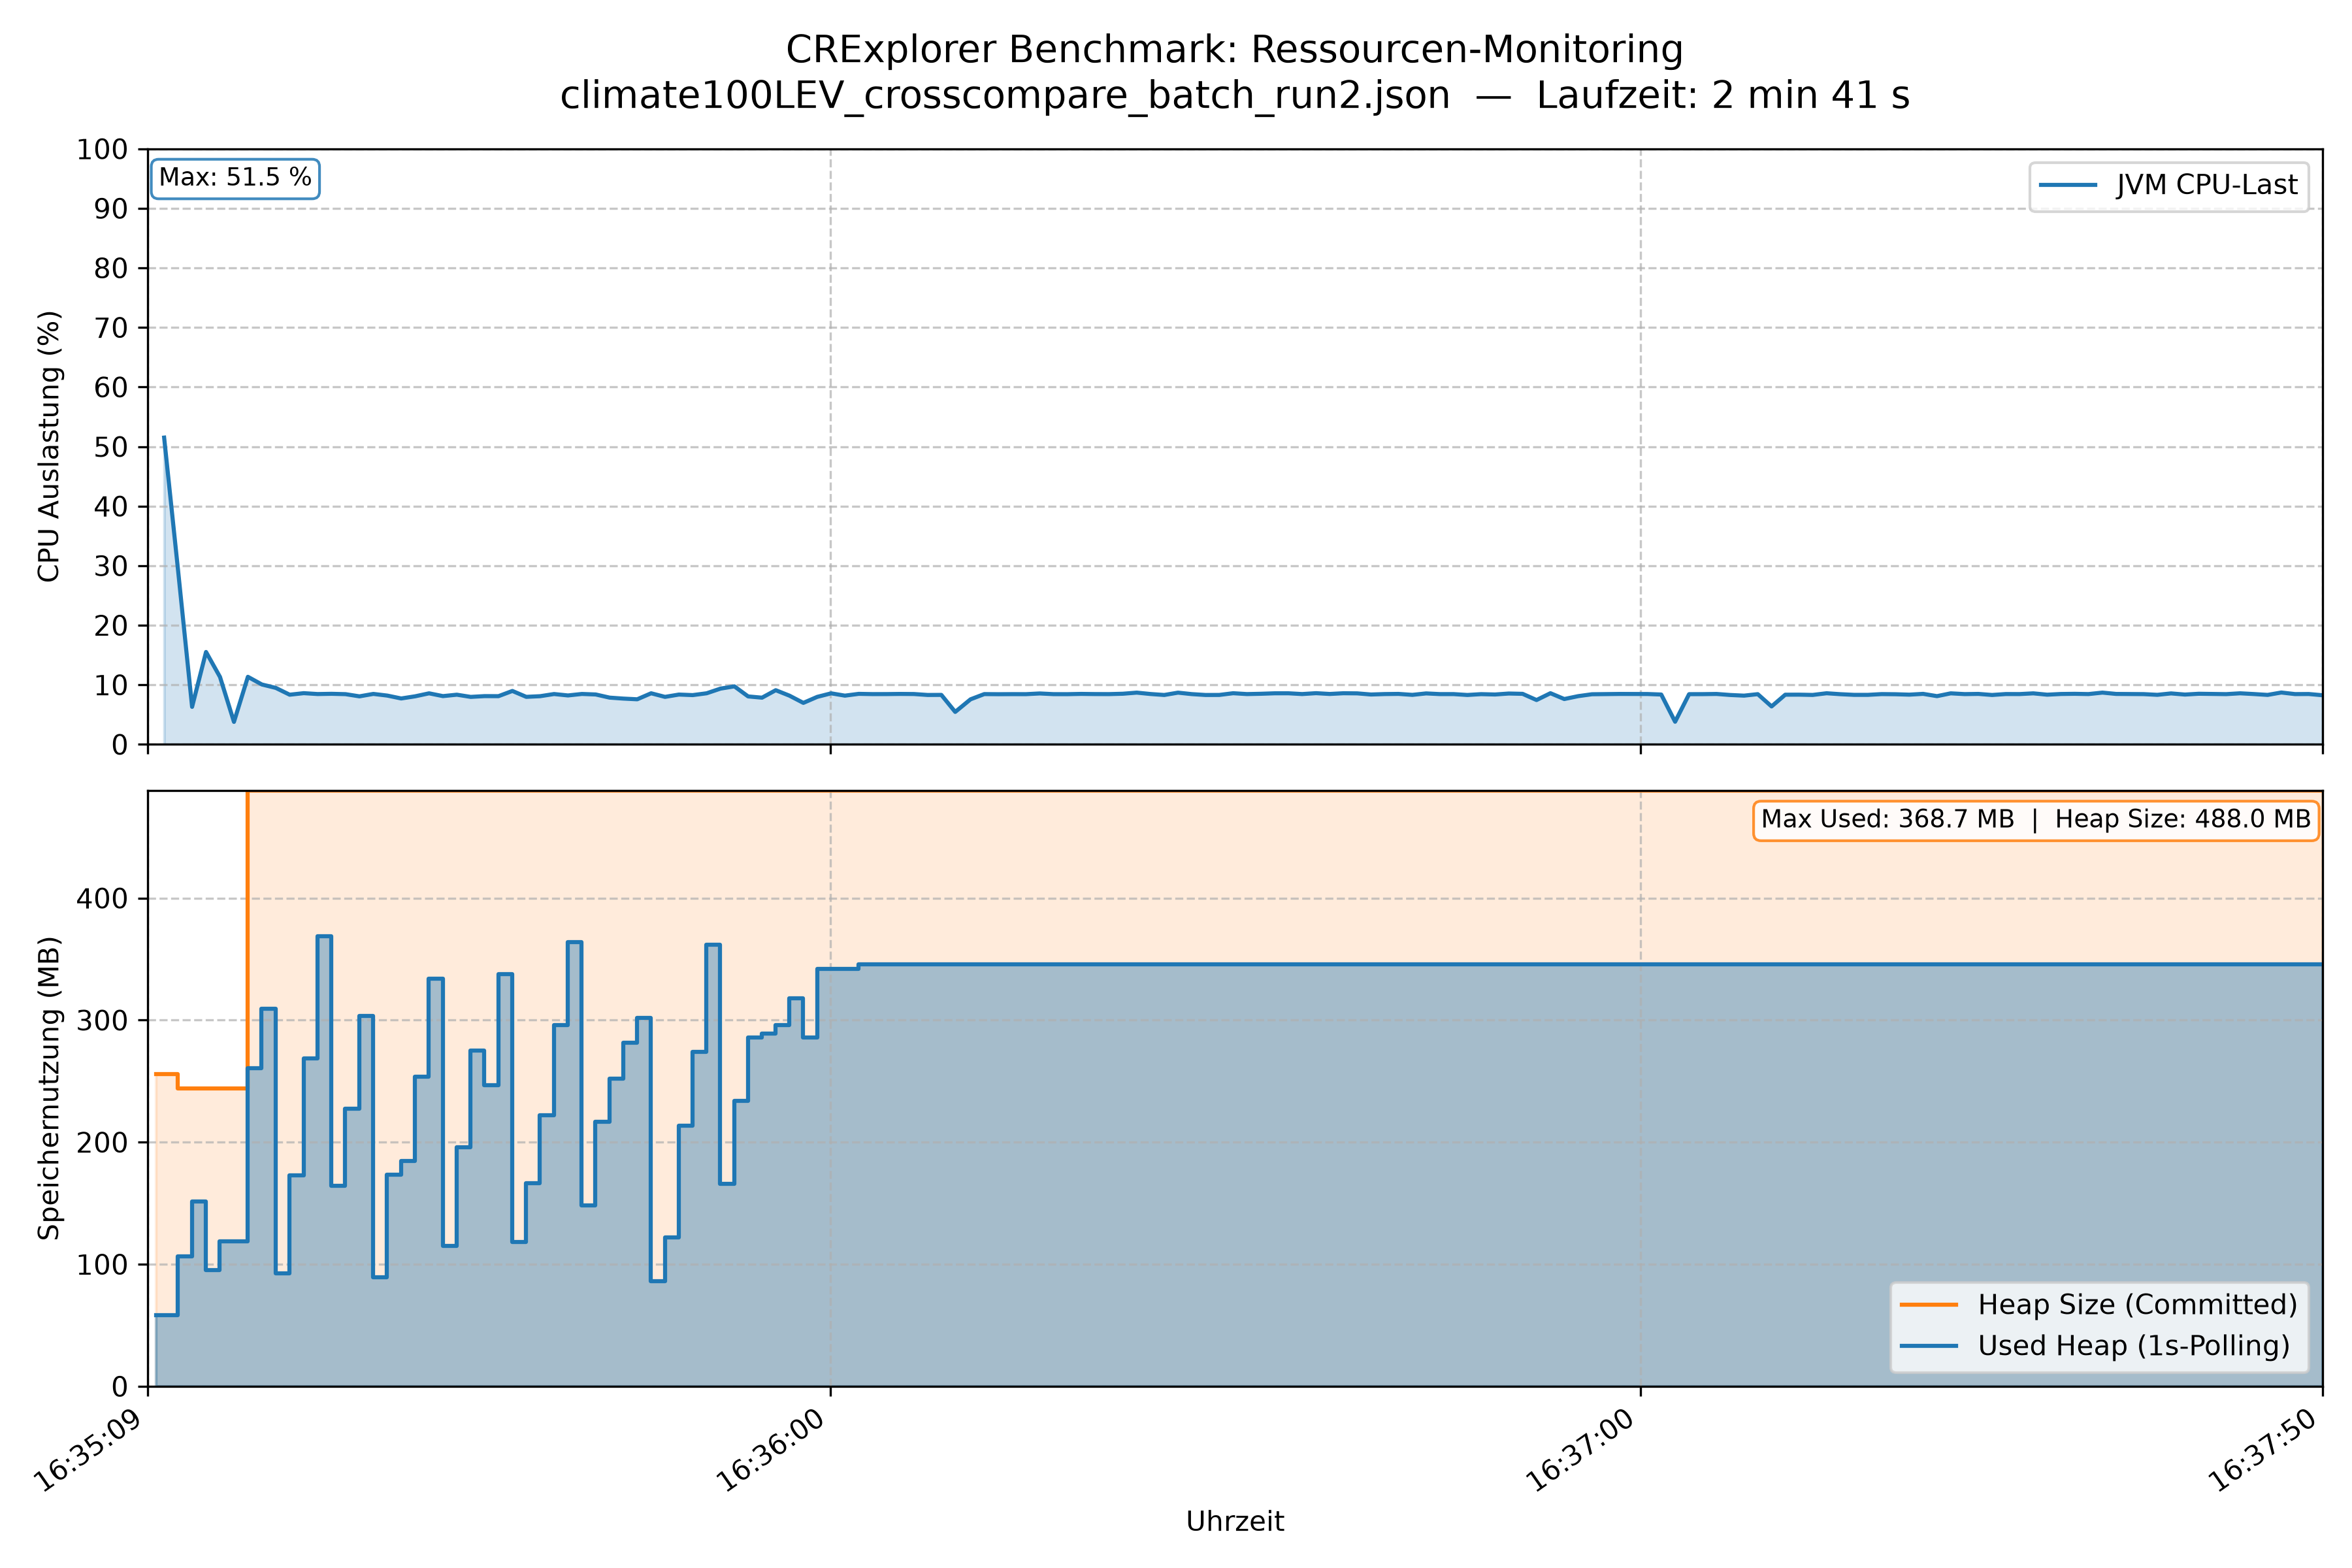 CRExplorer Benchmark: Ressourcen-Monitoring
climate100LEV_crosscompare_batch_run2.json — Laufzeit: 2 min 41 s
Max: 51.5 %
JVM CPU-Last
CPU Auslastung (%)
100
90
80
70
60
50
40
30
20
10
0
Max Used: 368.7 MB | Heap Size: 488.0 MB
Speichernutzung (MB)
400
300
200
100
0
Heap Size (Committed)
Used Heap (1s-Polling)
16:35:09
16:36:00
16:37:00
16:37:50
Uhrzeit